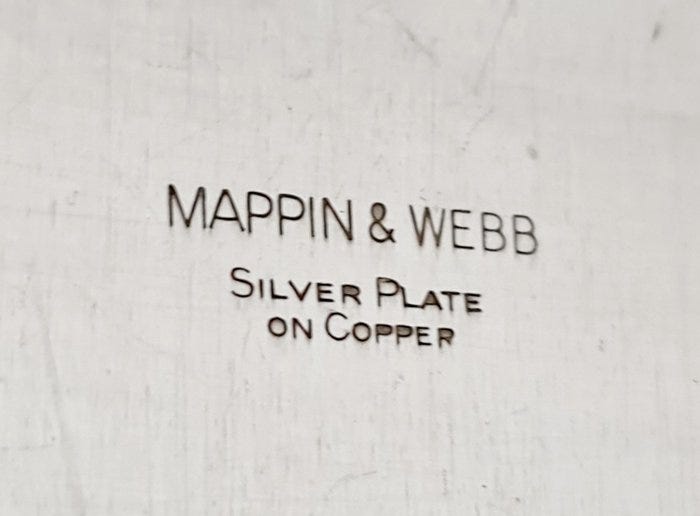 MAPPIN & WEBB
SILVER PLATE
ON COPPER